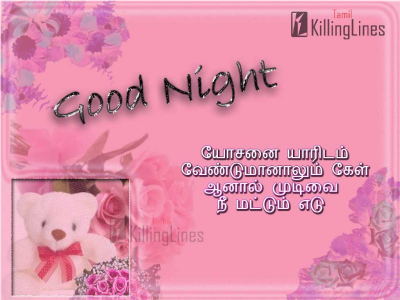 Tamil
KillingLines
Good Night
யோசனை யாரிடம்
வேண்டுமானாலும் கேள்
ஆனால் முடிவை
நீ மட்டும் எடு
KillingLines